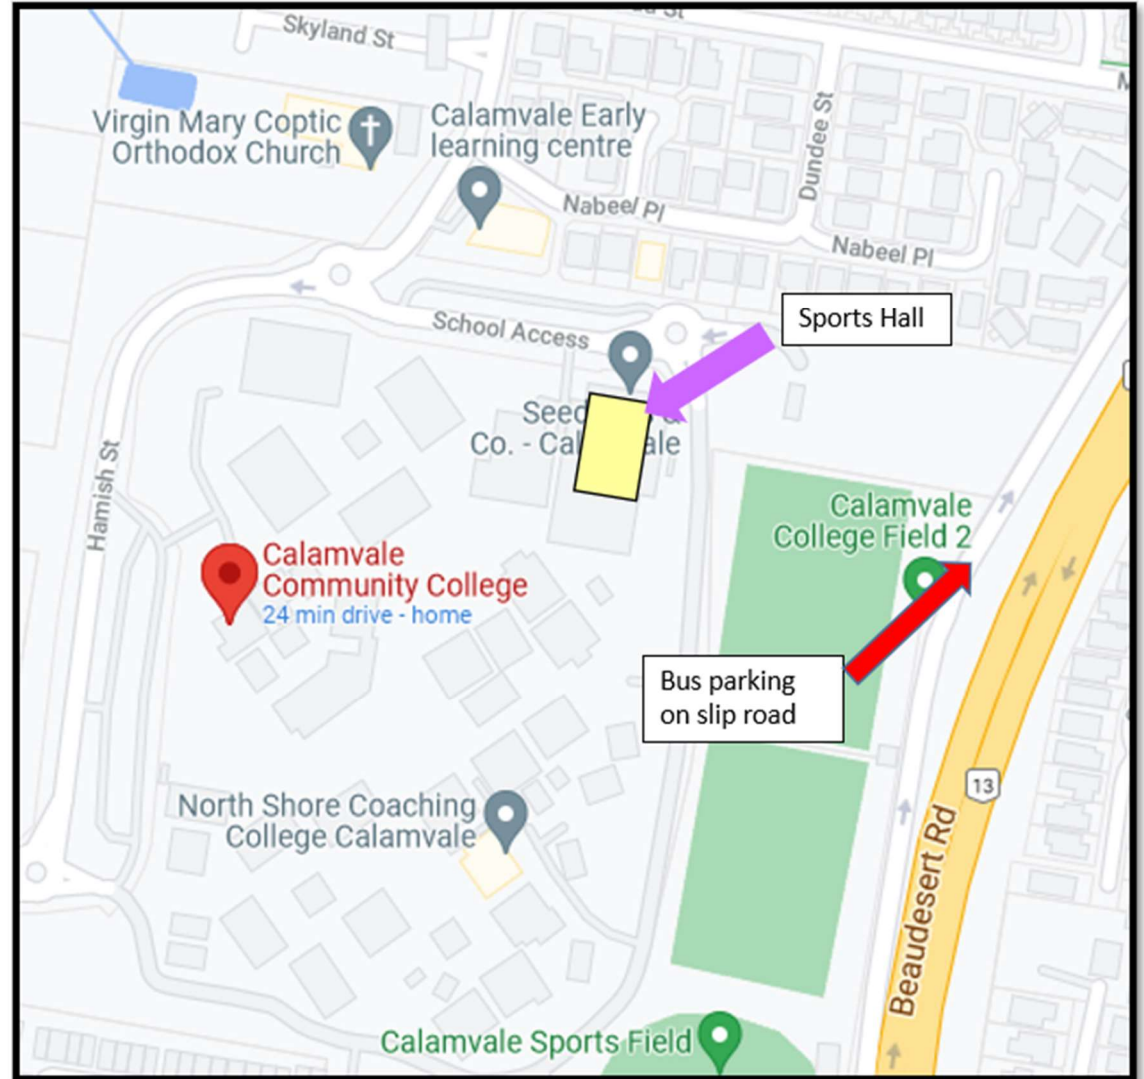 Skyland St
Virgin Mary Coptic
Orthodox Church
Calamvale Early
learning centre
Dundee St
Nabeel Pl
Nabeel Pl
Sports Hall
School Access
Co. - Cal
Hamish St
Calamvale
College Field 2
Calamvale
Community College
24 min drive - home
Bus parking
on slip road
13
North Shore Coaching
College Calamvale
Beaudesert Rd
Calamvale Sports Field